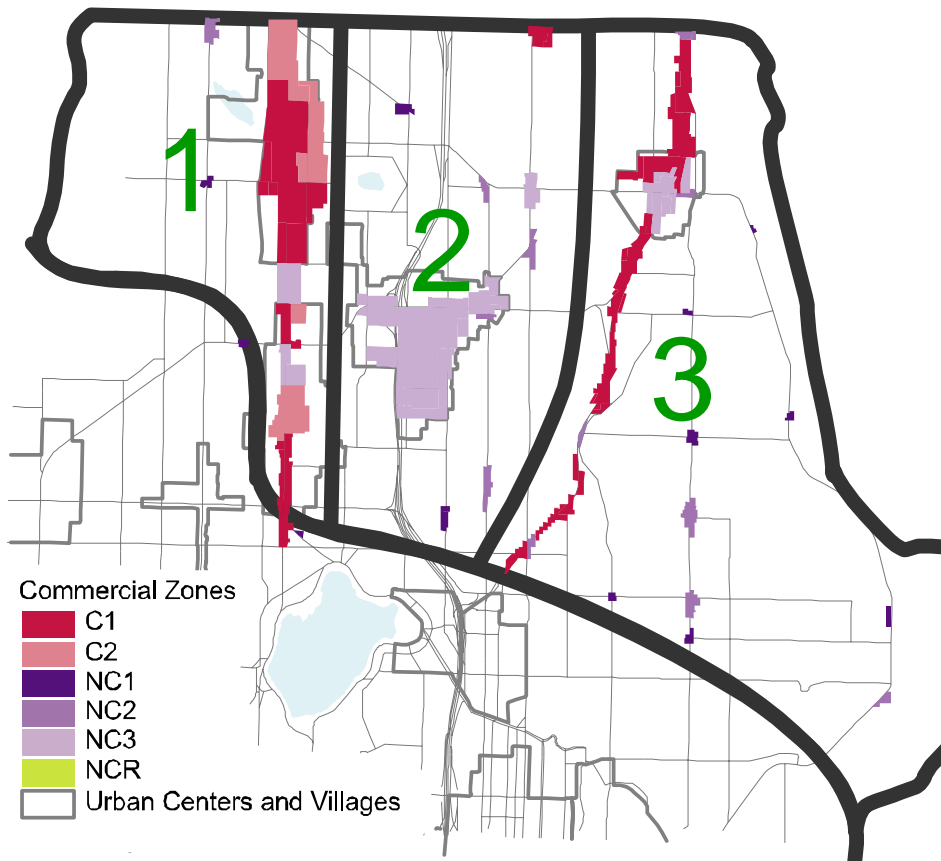 1
2
3
Commercial Zones
C1
C2
NC1
NC2
NC3
NCR
Urban Centers and Villages